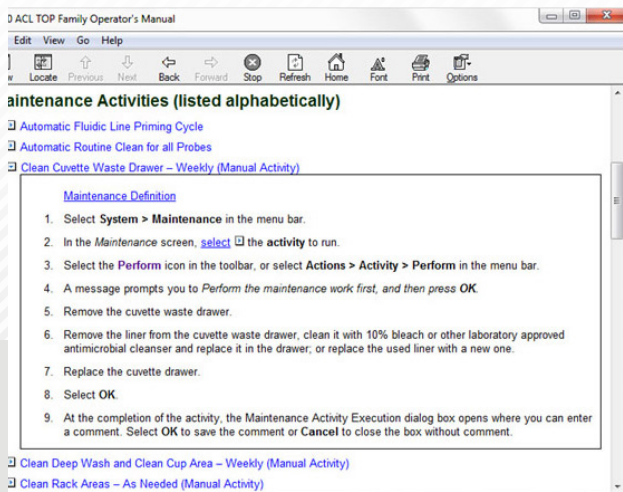 0 ACL TOP Family Operator's Manual
Edit View Go Help
w Locate Previous Next Back Forward Stop Refresh Home Font Print Options
aintenance Activities (listed alphabetically)
Automatic Fluidic Line Priming Cycle
Automatic Routine Clean for all Probes
Clean Cuvette Waste Drawer – Weekly (Manual Activity)
Maintenance Definition
1. Select System > Maintenance in the menu bar.
2. In the Maintenance screen, select the activity to run.
3. Select the Perform icon in the toolbar, or select Actions > Activity > Perform in the menu bar.
4. A message prompts you to Perform the maintenance work first, and then press OK.
5. Remove the cuvette waste drawer.
6. Remove the liner from the cuvette waste drawer, clean it with 10% bleach or other laboratory approved
antimicrobial cleanser and replace it in the drawer; or replace the used liner with a new one.
7. Replace the cuvette drawer.
8. Select OK.
9. At the completion of the activity, the Maintenance Activity Execution dialog box opens where you can enter
a comment. Select OK to save the comment or Cancel to close the box without comment.
Clean Deep Wash and Clean Cup Area – Weekly (Manual Activity)
Clean Rack Areas – As Needed (Manual Activity)